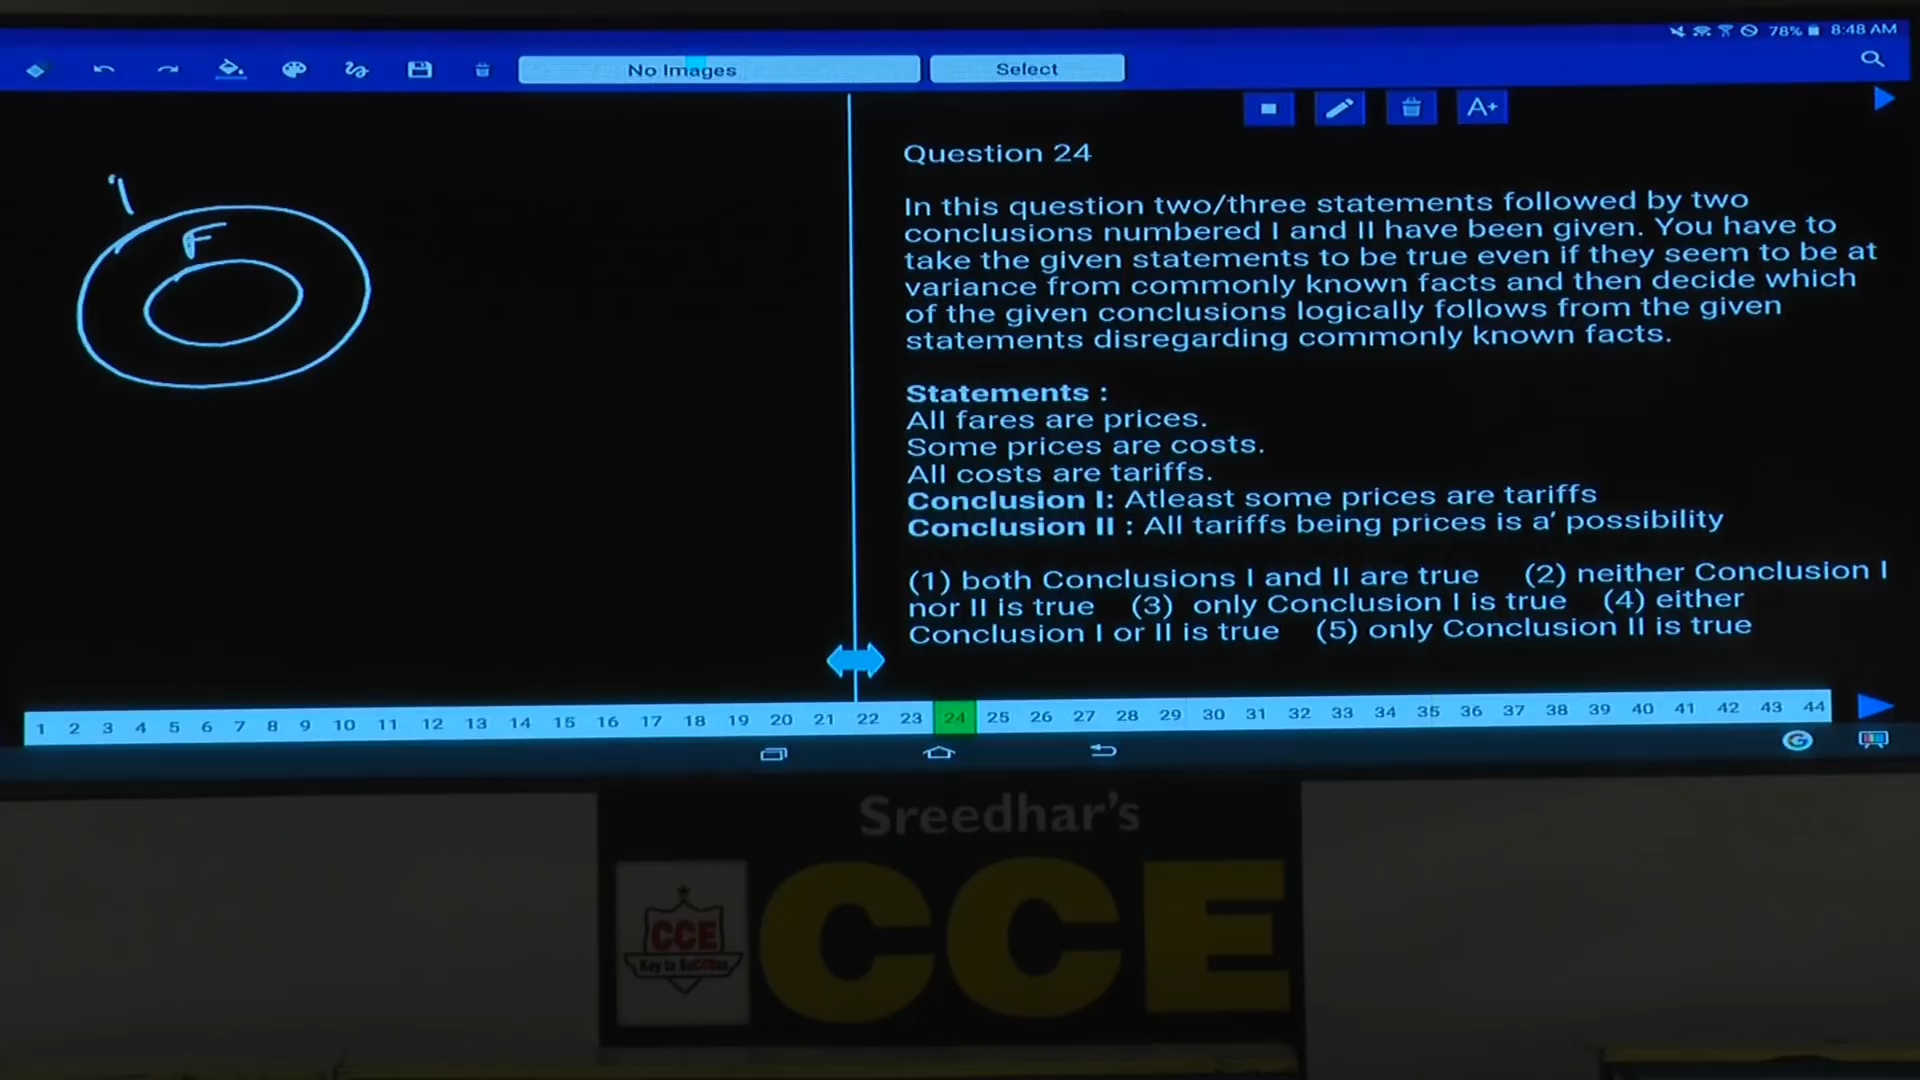 78% 8:48 AM
No Images
Select
A+
Question 24
In this question two/three statements followed by two
conclusions numbered I and II have been given. You have to
take the given statements to be true even if they seem to be at
variance from commonly known facts and then decide which
of the given conclusions logically follows from the given
statements disregarding commonly known facts.
Statements :
All fares are prices.
Some prices are costs.
All costs are tariffs.
Conclusion I: Atleast some prices are tariffs
Conclusion II : All tariffs being prices is a' possibility
(1) both Conclusions I and II are true (2) neither Conclusion I
nor II is true (3) only Conclusion I is true (4) either
Conclusion I or II is true (5) only Conclusion II is true
F
1 2 3 4 5 6 7 8 9 10 11 12 13 14 15 16 17 18 19 20 21 22 23 24 25 26 27 28 29 30 31 32 33 34 35 36 37 38 39 40 41 42 43 44
G
Sreedhar's
CCE
CCE
Key to Success